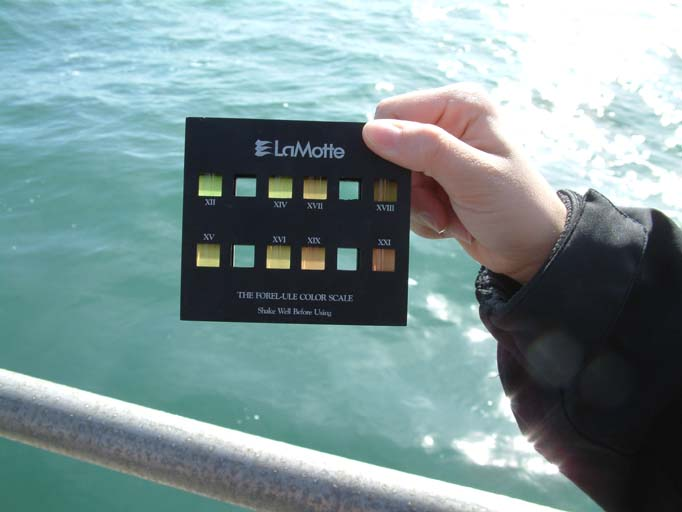 LaMotte
XII XIV XVII XVIII
XV XVI XIX XXI
THE FOREL-ULE COLOR SCALE
Shake Well Before Using